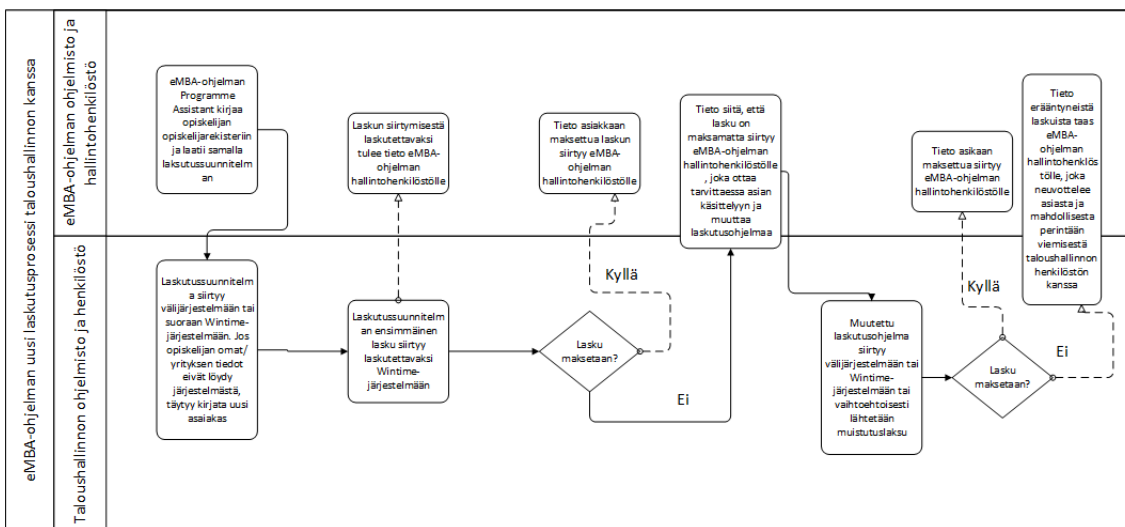 eMBA-ohjelman uusi laskutusprosessi taloushallinnon kanssa
eMBA-ohjelman ohjelmisto ja
hallintohenkilöstö
eMBA-ohjelman
Programme
Assistant kirjaa
opiskelijan
opiskelijarekisteriin
ja laatii samalla
laksutussuunnitelm
an
Laskun siirtymisestä
laskutettavaksi
tulee tieto eMBA-
ohjelman
hallintohenkilöstölle
Tieto asiakkaan
maksettua laskun
siirtyy eMBA-
ohjelman
hallintohenkilöstölle
Tieto siitä, että
lasku on
maksamatta siirtyy
eMBA-ohjelman
hallintohenkilöstölle
, joka ottaa
tarvittaessa asian
käsittelyyn ja
muuttaa
laskutusohjelmaa
Tieto asikaan
maksettua siirtyy
eMBA-ohjelman
hallintohenkilöstölle
Tieto
erääntyneistä
laskuista taas
eMBA-
ohjelman
hallintohenklös
tölle, joka
neuvottelee
asiasta ja
mahdollisesta
perintään
viemisestä
taloushallinnon
henkilöstön
kanssa
Taloushallinnon ohjelmisto ja henkilöstö
Laskutussuunnitelm
a siirtyy
välijärjestelmään tai
suoraan Wintime-
järjestelmään. Jos
opiskelijan omat/
yrityksen tiedot
eivät löydy
järjestelmästä,
täytyy kirjata uusi
asaiakas
Laskutussuunnitelm
an ensimmäinen
lasku siirtyy
laskutettavaksi
Wintime-
järjestelmään
Lasku
maksetaan?
Kyllä
Ei
Muutettu
laskutusohjelma
siirtyy
välijärjestelmään tai
Wintime-
järjestelmään tai
vaihtoehtoisesti
lähtetään
muistutuslaksu
Lasku
maksetaan?
Kyllä
Ei